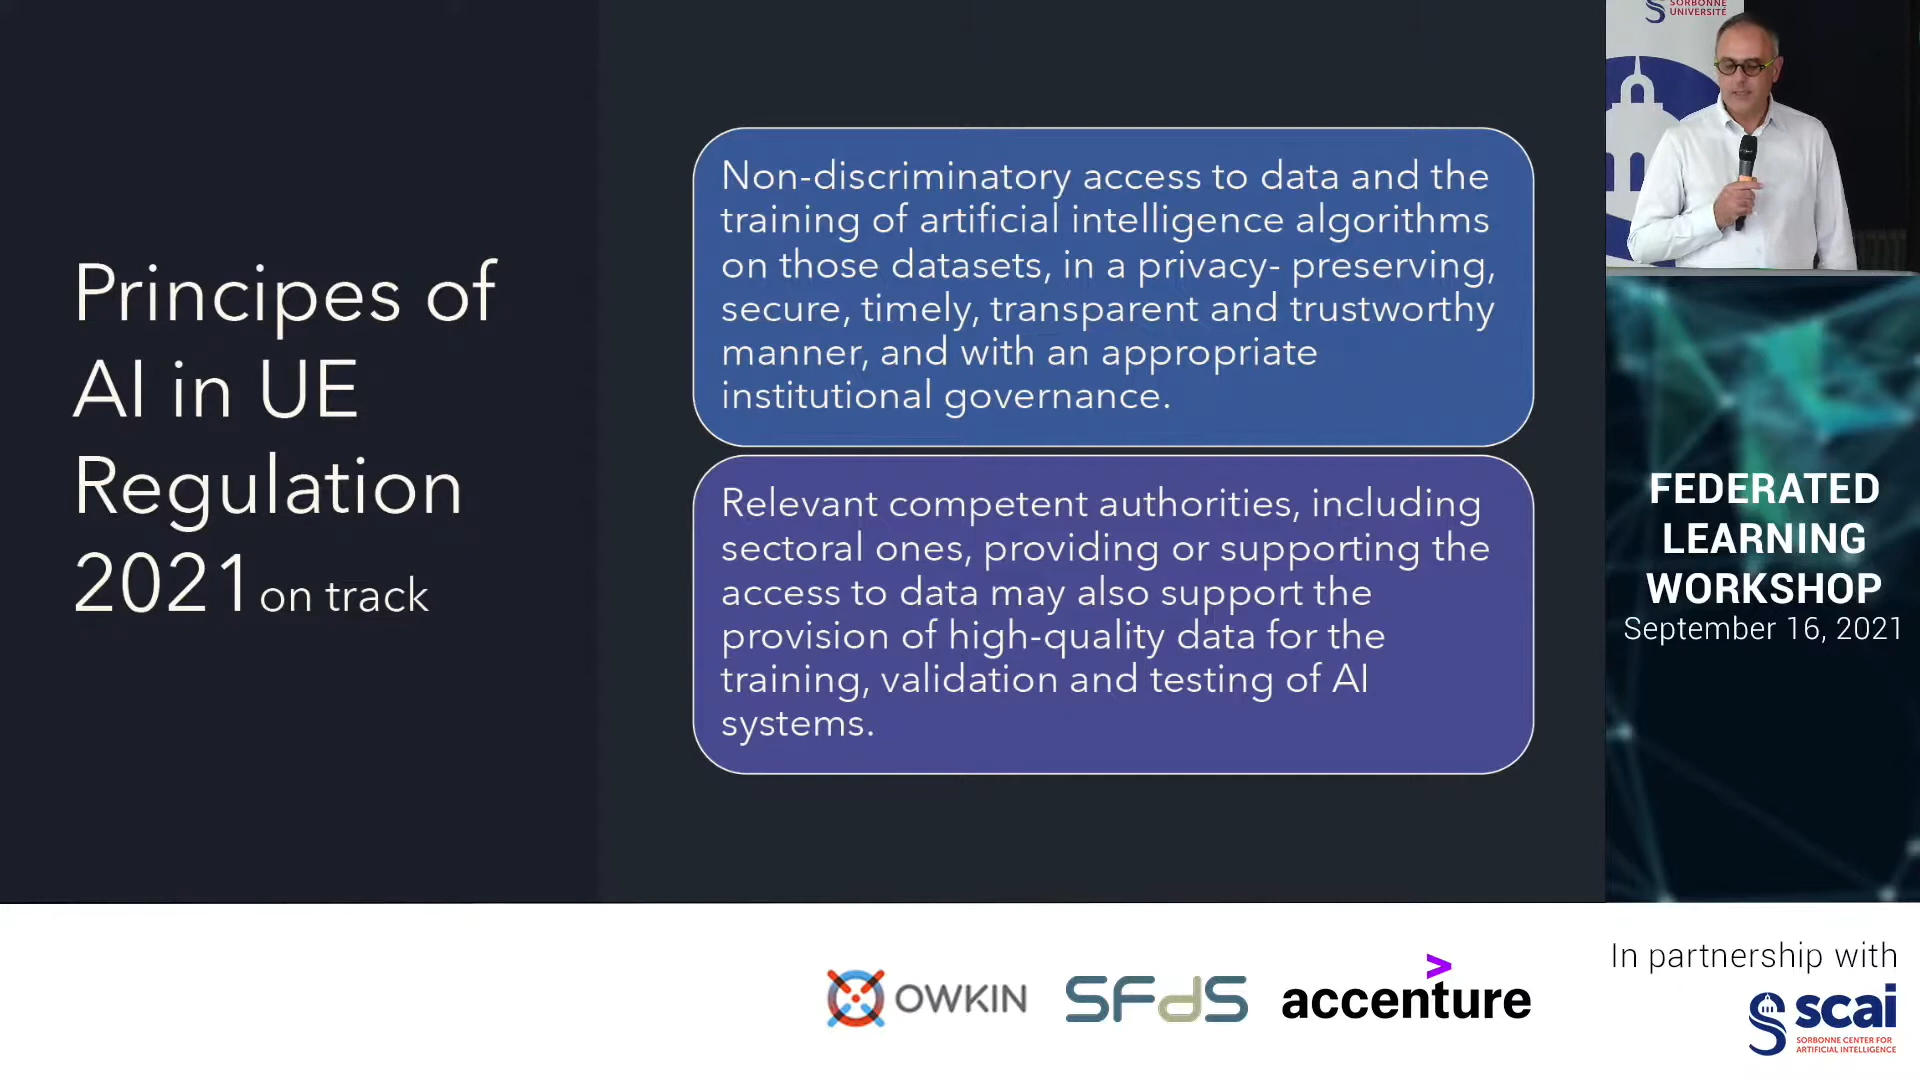 Principes of
AI in UE
Regulation
2021 on track
Non-discriminatory access to data and the
training of artificial intelligence algorithms
on those datasets, in a privacy- preserving,
secure, timely, transparent and trustworthy
manner, and with an appropriate
institutional governance.
Relevant competent authorities, including
sectoral ones, providing or supporting the
access to data may also support the
provision of high-quality data for the
training, validation and testing of AI
systems.
SORBONNE
UNIVERSITÉ
FEDERATED
LEARNING
WORKSHOP
September 16, 2021
OWKIN
SFdS
accenture
In partnership with
scai
SORBONNE CENTER FOR
ARTIFICIAL INTELLIGENCE